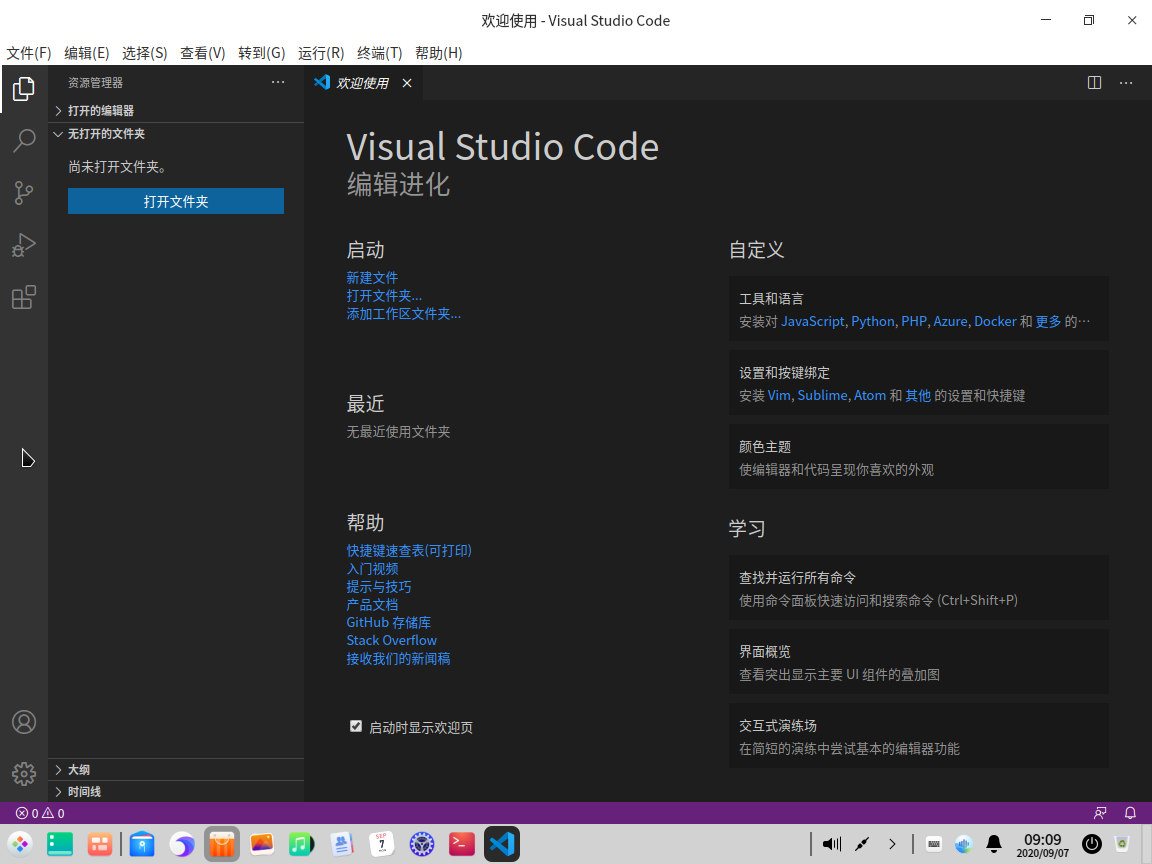 欢迎使用 - Visual Studio Code
文件(F) 编辑(E) 选择(S) 查看(V) 转到(G) 运行(R) 终端(T) 帮助(H)
资源管理器
打开的编辑器
无打开的文件夹
尚未打开文件夹。
打开文件夹
大纲
时间线
欢迎使用
Visual Studio Code
编辑进化
启动
新建文件
打开文件夹...
添加工作区文件夹...
最近
无最近使用文件夹
帮助
快捷键速查表(可打印)
入门视频
提示与技巧
产品文档
GitHub 存储库
Stack Overflow
接收我们的新闻稿
启动时显示欢迎页
自定义
工具和语言
安装对 JavaScript, Python, PHP, Azure, Docker 和 更多 的…
设置和按键绑定
安装 Vim, Sublime, Atom 和 其他 的设置和快捷键
颜色主题
使编辑器和代码呈现你喜欢的外观
学习
查找并运行所有命令
使用命令面板快速访问和搜索命令 (Ctrl+Shift+P)
界面概览
查看突出显示主要 UI 组件的叠加图
交互式演练场
在简短的演练中尝试基本的编辑器功能
0 0
SEP
7
09:09
2020/09/07